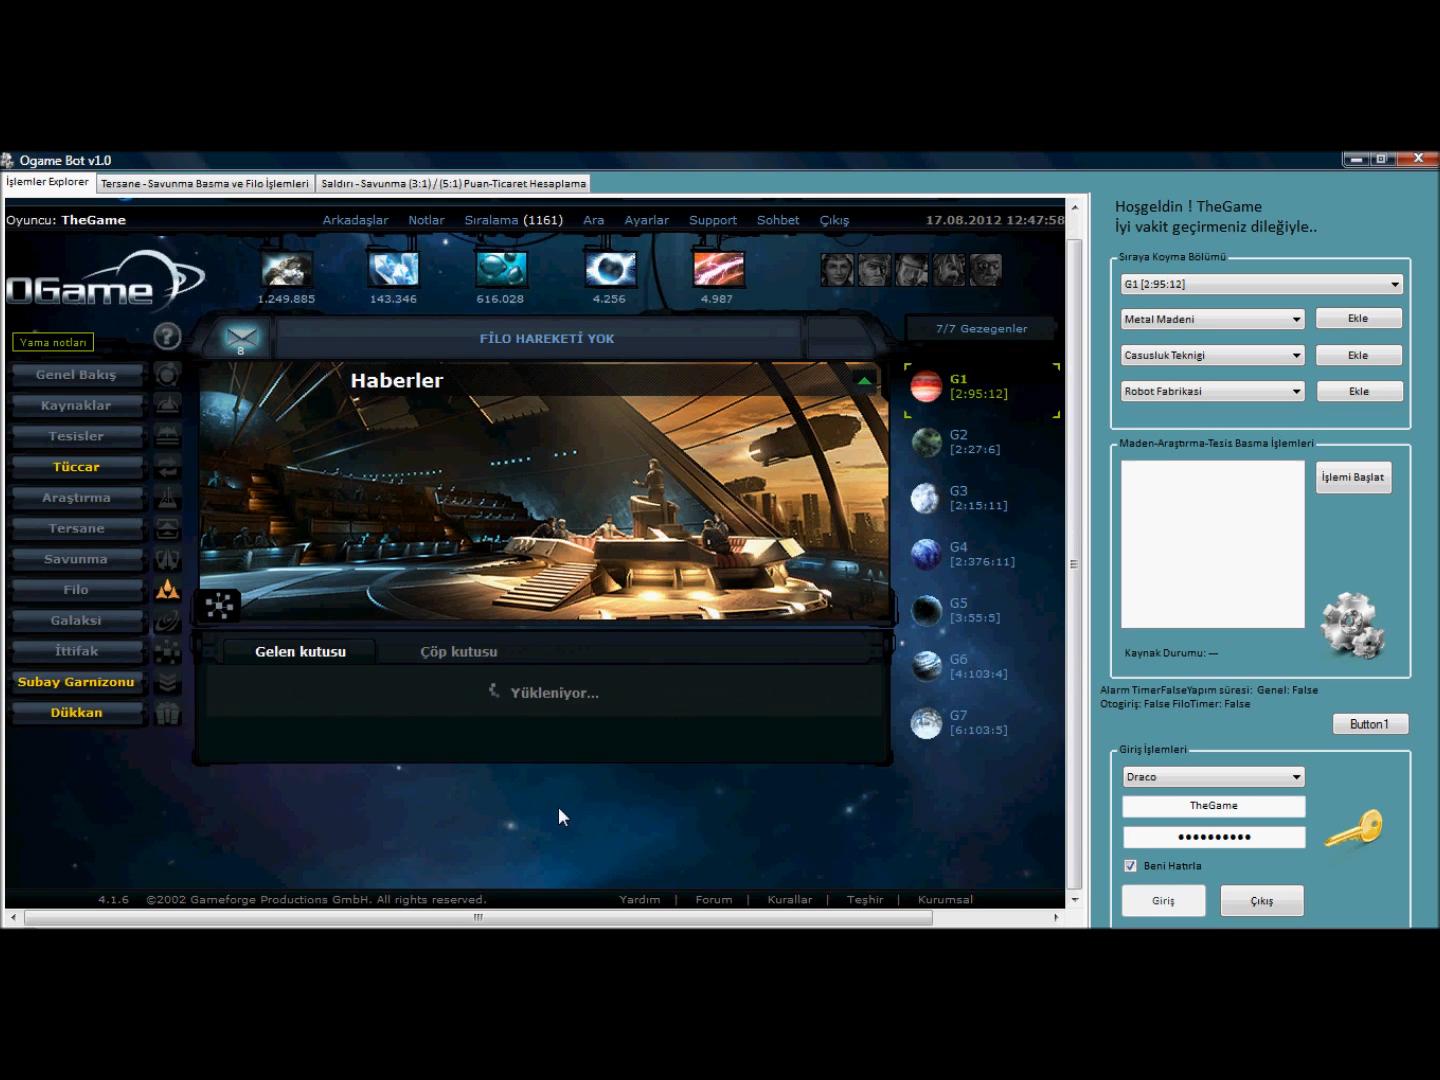 Ogame Bot v1.0
İşlemler Explorer
Tersane - Savunma Basma ve Filo İşlemleri
Saldırı - Savunma (3:1) / (5:1) Puan-Ticaret Hesaplama
Oyuncu: TheGame
Arkadaşlar Notlar Sıralama (1161) Ara Ayarlar Support Sohbet Çıkış
17.08.2012 12:47:58
OGame
1.249.885 143.346 616.028 4.256 4.987
Yama notları
?
8
FİLO HAREKETİ YOK
7/7 Gezegenler
Genel Bakış
Kaynaklar
Tesisler
Tüccar
Araştırma
Tersane
Savunma
Filo
Galaksi
İttifak
Subay Garnizonu
Dükkan
Haberler
Gelen kutusu
Çöp kutusu
Yükleniyor...
G1
[2:95:12]
G2
[2:27:6]
G3
[2:15:11]
G4
[2:376:11]
G5
[3:55:5]
G6
[4:103:4]
G7
[6:103:5]
4.1.6 ©2002 Gameforge Productions GmbH. All rights reserved.
Yardım | Forum | Kurallar | Teşhir | Kurumsal
Hoşgeldin ! TheGame
İyi vakit geçirmeniz dileğiyle..
Sıraya Koyma Bölümü
G1 [2:95:12]
Metal Madeni Ekle
Casusluk Teknigi Ekle
Robot Fabrikasi Ekle
Maden-Araştırma-Tesis Basma İşlemleri
İşlemi Başlat
Kaynak Durumu: ---
Alarm TimerFalseYapım süresi: Genel: False
Otogiriş: False FiloTimer: False
Button1
Giriş İşlemleri
Draco
TheGame
●●●●●●●●●●
Beni Hatırla
Giriş Çıkış